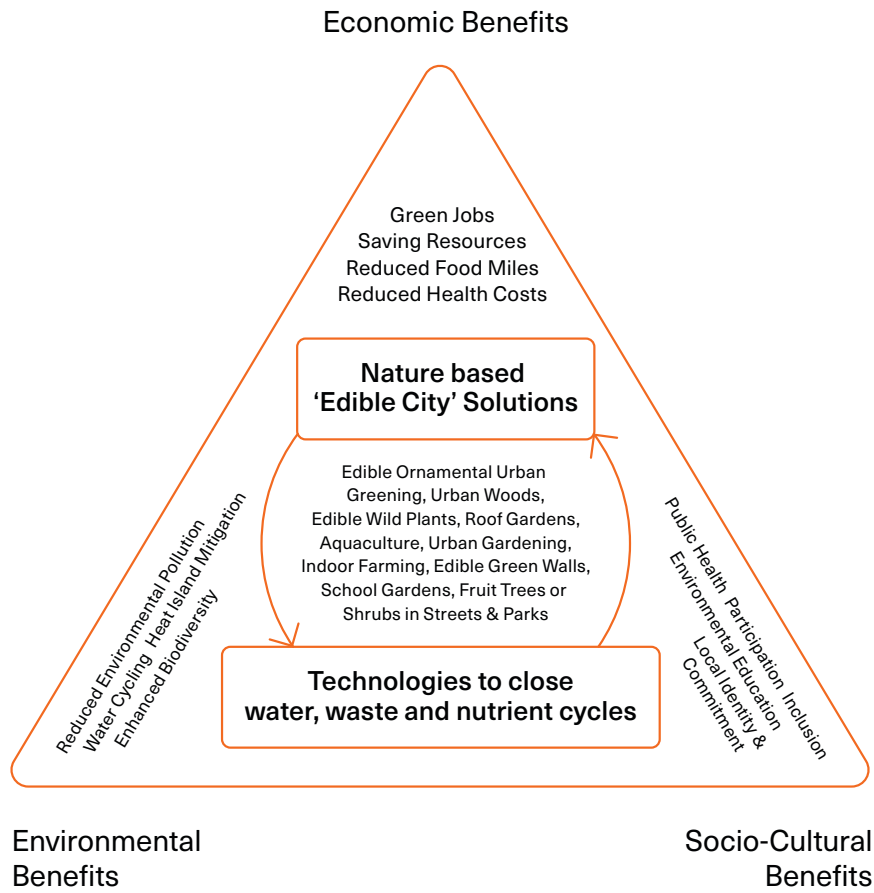 Economic Benefits
Green Jobs
Saving Resources
Reduced Food Miles
Reduced Health Costs
Nature based
‘Edible City’ Solutions
Edible Ornamental Urban
Greening, Urban Woods,
Edible Wild Plants, Roof Gardens,
Aquaculture, Urban Gardening,
Indoor Farming, Edible Green Walls,
School Gardens, Fruit Trees or
Shrubs in Streets & Parks
Technologies to close
water, waste and nutrient cycles
Reduced Environmental Pollution
Water Cycling Heat Island Mitigation
Enhanced Biodiversity
Public Health Participation Inclusion
Environmental Education
Local Identity &
Commitment
Environmental
Benefits
Socio-Cultural
Benefits